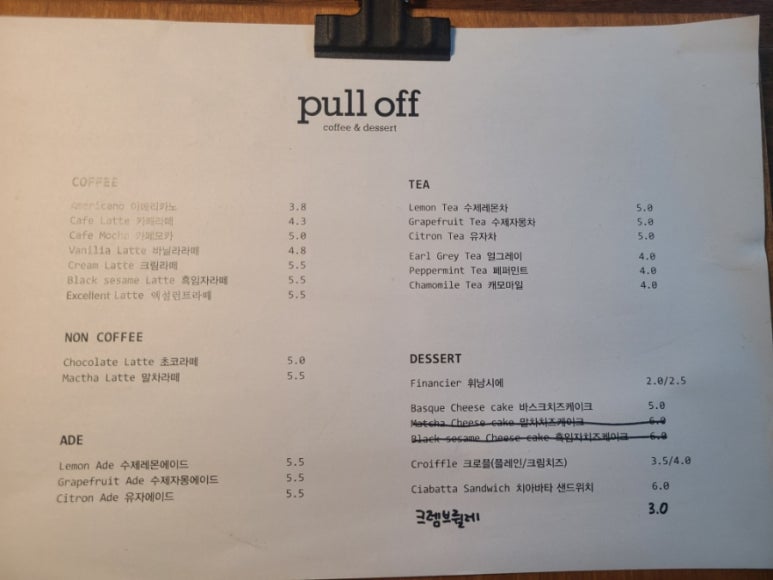 pull off
coffee & dessert
COFFEE
Americano 아메리카노 3.8
Cafe Latte 카페라떼 4.3
Cafe Mocha 카페모카 5.0
Vanilia Latte 바닐라라떼 4.8
Cream Latte 크림라떼 5.5
Black sesame Latte 흑임자라떼 5.5
Excellent Latte 엑설런트라떼 5.5
NON COFFEE
Chocolate Latte 초코라떼 5.0
Mactha Latte 말차라떼 5.5
ADE
Lemon Ade 수제레몬에이드 5.5
Grapefruit Ade 수제자몽에이드 5.5
Citron Ade 유자에이드 5.5
TEA
Lemon Tea 수제레몬차 5.0
Grapefruit Tea 수제자몽차 5.0
Citron Tea 유자차 5.0
Earl Grey Tea 얼그레이 4.0
Peppermint Tea 페퍼민트 4.0
Chamomile Tea 캐모마일 4.0
DESSERT
Financier 휘낭시에 2.0/2.5
Basque Cheese cake 바스크치즈케이크 5.0
Matcha Cheese cake 말차치즈케이크 6.0
Black sesame Cheese cake 흑임자치즈케이크 6.0
Croiffle 크로플(플레인/크림치즈) 3.5/4.0
Ciabatta Sandwich 치아바타 샌드위치 6.0
크렘브륄레 3.0